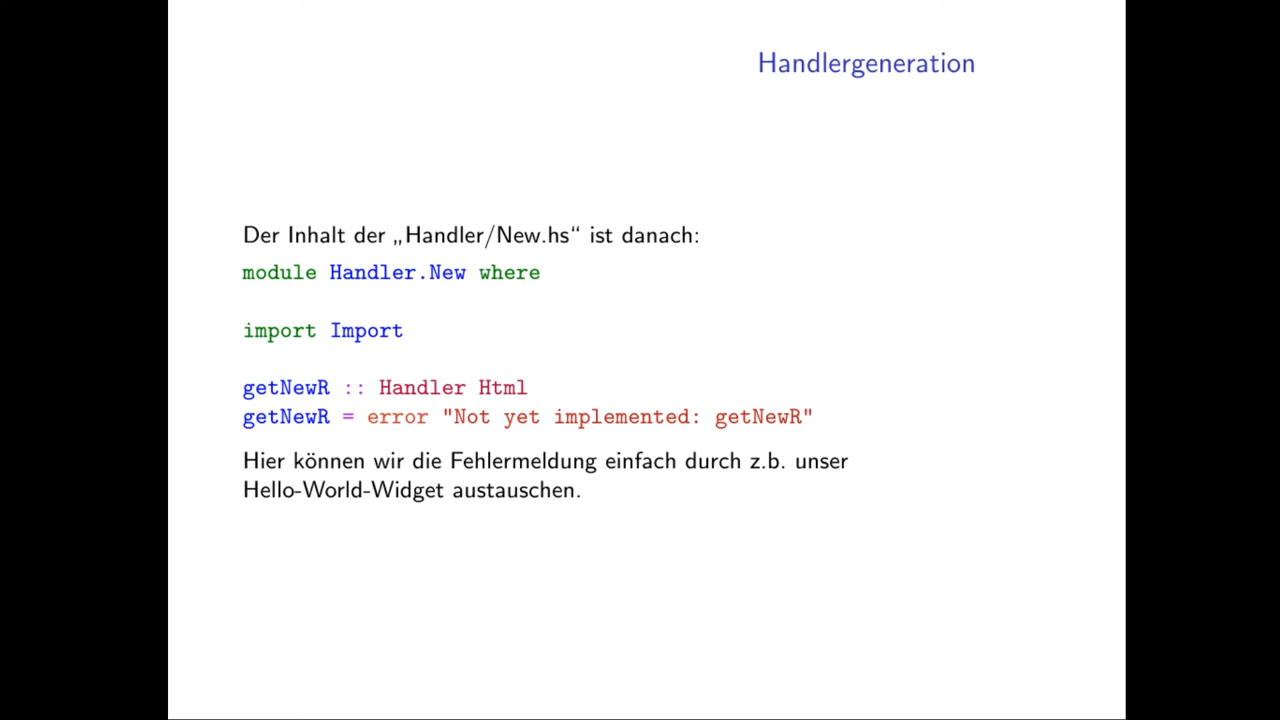 Handlergeneration
Der Inhalt der „Handler/New.hs“ ist danach:
module Handler.New where
import Import
getNewR :: Handler Html
getNewR = error "Not yet implemented: getNewR"
Hier können wir die Fehlermeldung einfach durch z.b. unser
Hello-World-Widget austauschen.